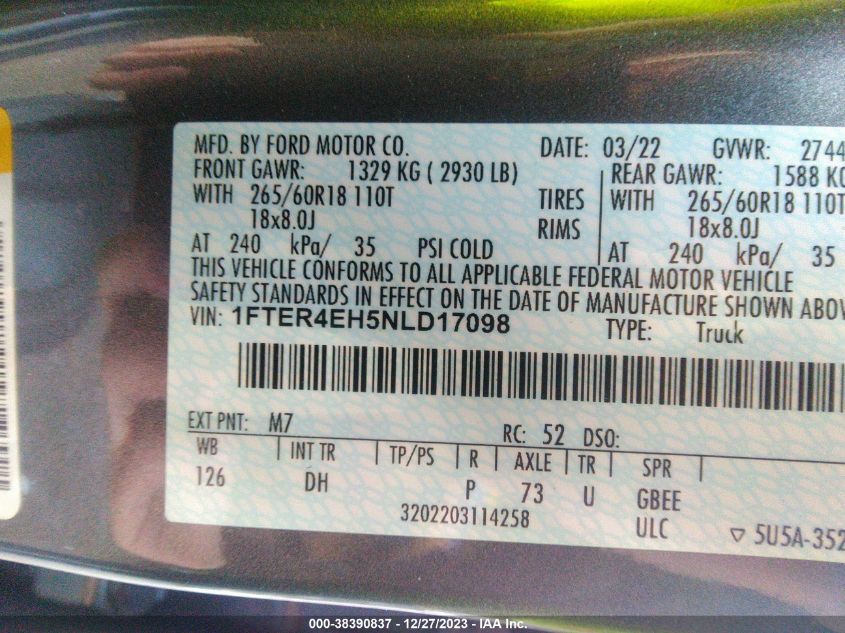 MFD. BY FORD MOTOR CO. DATE: 03/22 GVWR: 2744
FRONT GAWR: 1329 KG ( 2930 LB) REAR GAWR: 1588 KG
WITH 265/60R18 110T TIRES WITH 265/60R18 110T
18x8.0J RIMS 18x8.0J
AT 240 kPa/ 35 PSI COLD AT 240 kPa/ 35
THIS VEHICLE CONFORMS TO ALL APPLICABLE FEDERAL MOTOR VEHICLE
SAFETY STANDARDS IN EFFECT ON THE DATE OF MANUFACTURE SHOWN ABOV
VIN: 1FTER4EH5NLD17098 TYPE: Truck
EXT PNT: M7 RC: 52 DSO:
WB INT TR TP/PS R AXLE TR SPR
126 DH P 73 U GBEE
3202203114258 ULC 5U5A-352
000-38390837 - 12/27/2023 - IAA Inc.